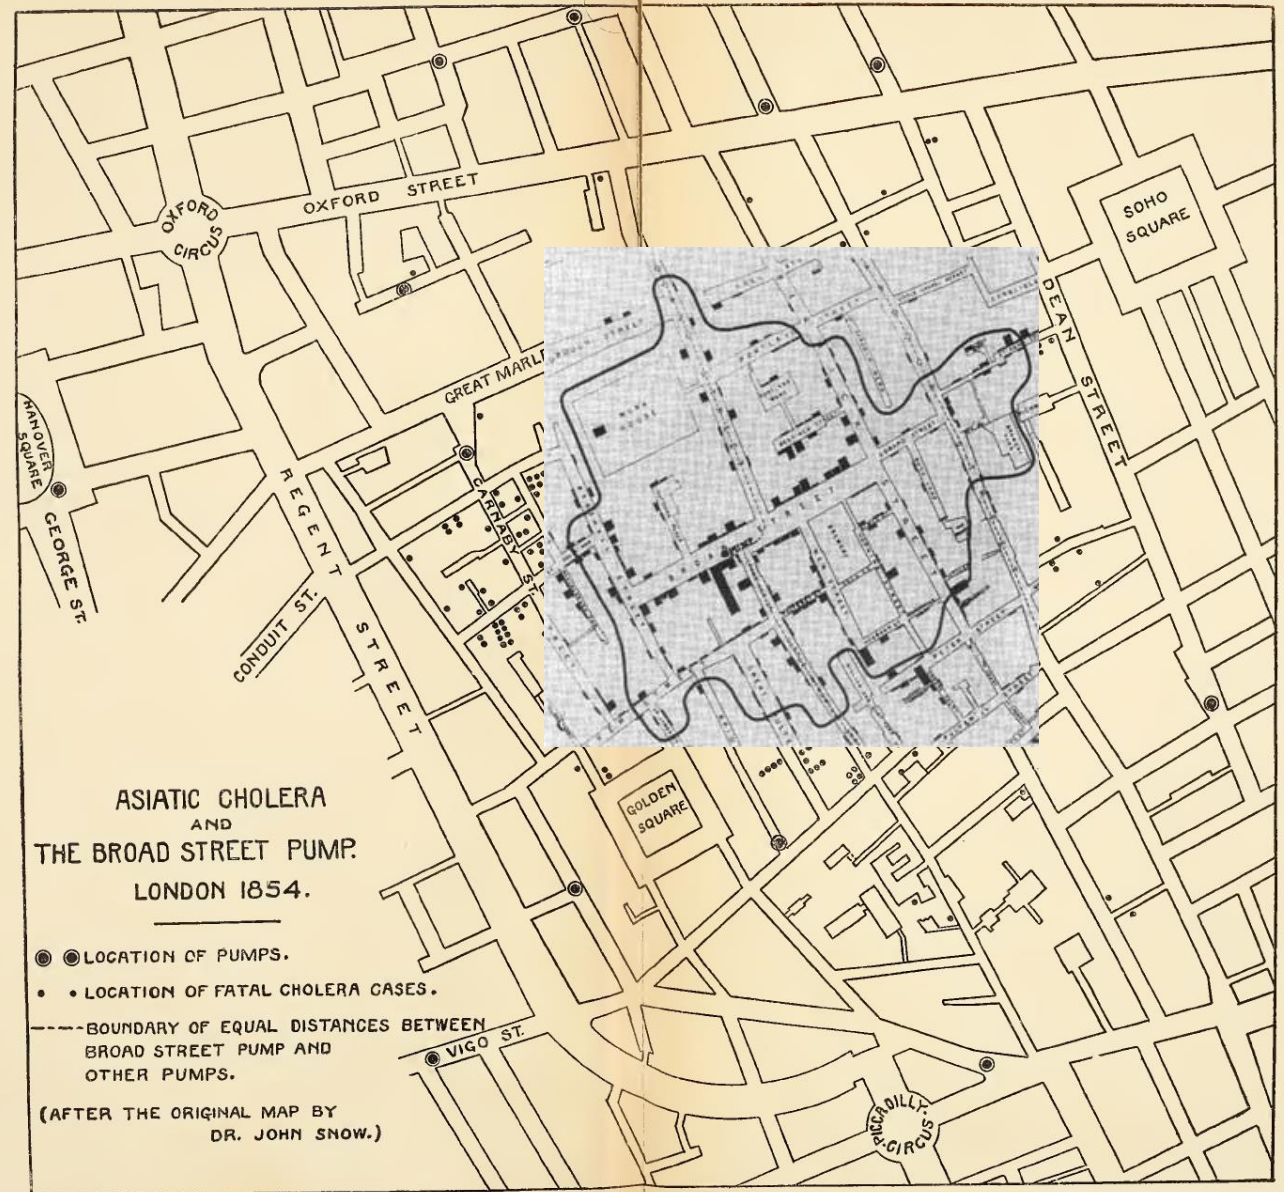 OXFORD STREET
OXFORD
CIRCUS
SOHO
SQUARE
DEAN STREET
GREAT MARL
HANOVER
SQUARE
GEORGE ST.
REGENT STREET
CARNABY ST.
CONDUIT ST.
STREET
GOLDEN
SQUARE
ASIATIC CHOLERA
AND
THE BROAD STREET PUMP.
LONDON 1854.
LOCATION OF PUMPS.
LOCATION OF FATAL CHOLERA CASES.
BOUNDARY OF EQUAL DISTANCES BETWEEN
BROAD STREET PUMP AND
OTHER PUMPS.
(AFTER THE ORIGINAL MAP BY
DR. JOHN SNOW.)
VIGO ST.
PICCADILLY
CIRCUS